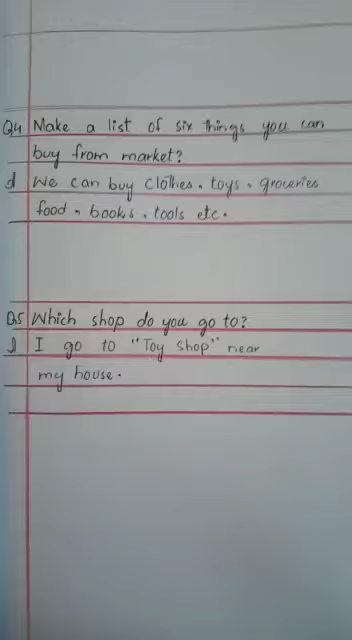 Q4 Make a list of six things you can
buy from market?
d We can buy clothes, toys, groceries
food, books, tools etc.
Q5 Which shop do you go to?
d I go to "Toy shop" near
my house.